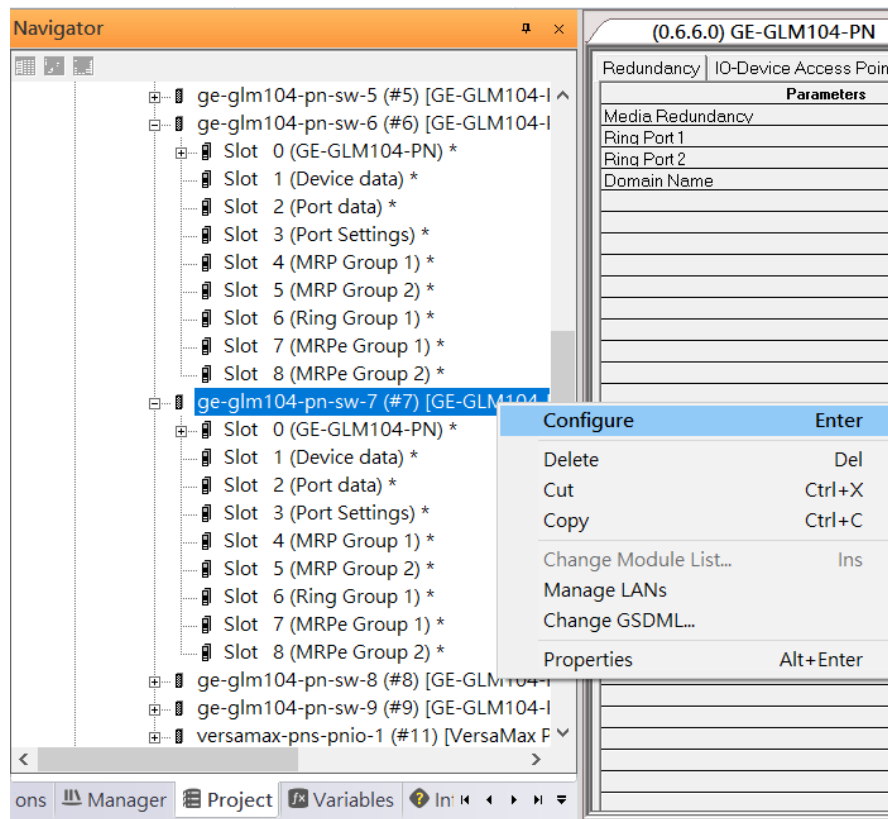 Navigator
ge-glm104-pn-sw-5 (#5) [GE-GLM104-
ge-glm104-pn-sw-6 (#6) [GE-GLM104-
Slot 0 (GE-GLM104-PN) *
Slot 1 (Device data) *
Slot 2 (Port data) *
Slot 3 (Port Settings) *
Slot 4 (MRP Group 1) *
Slot 5 (MRP Group 2) *
Slot 6 (Ring Group 1) *
Slot 7 (MRPe Group 1) *
Slot 8 (MRPe Group 2) *
ge-glm104-pn-sw-7 (#7) [GE-GLM104-
Slot 0 (GE-GLM104-PN) *
Slot 1 (Device data) *
Slot 2 (Port data) *
Slot 3 (Port Settings) *
Slot 4 (MRP Group 1) *
Slot 5 (MRP Group 2) *
Slot 6 (Ring Group 1) *
Slot 7 (MRPe Group 1) *
Slot 8 (MRPe Group 2) *
ge-glm104-pn-sw-8 (#8) [GE-GLM104-
ge-glm104-pn-sw-9 (#9) [GE-GLM104-
versamax-pns-pnio-1 (#11) [VersaMax P
ons Manager Project Variables Int
(0.6.6.0) GE-GLM104-PN
Redundancy IO-Device Access Poin
Parameters
Media Redundancy
Ring Port 1
Ring Port 2
Domain Name
Configure Enter
Delete Del
Cut Ctrl+X
Copy Ctrl+C
Change Module List... Ins
Manage LANs
Change GSDML...
Properties Alt+Enter